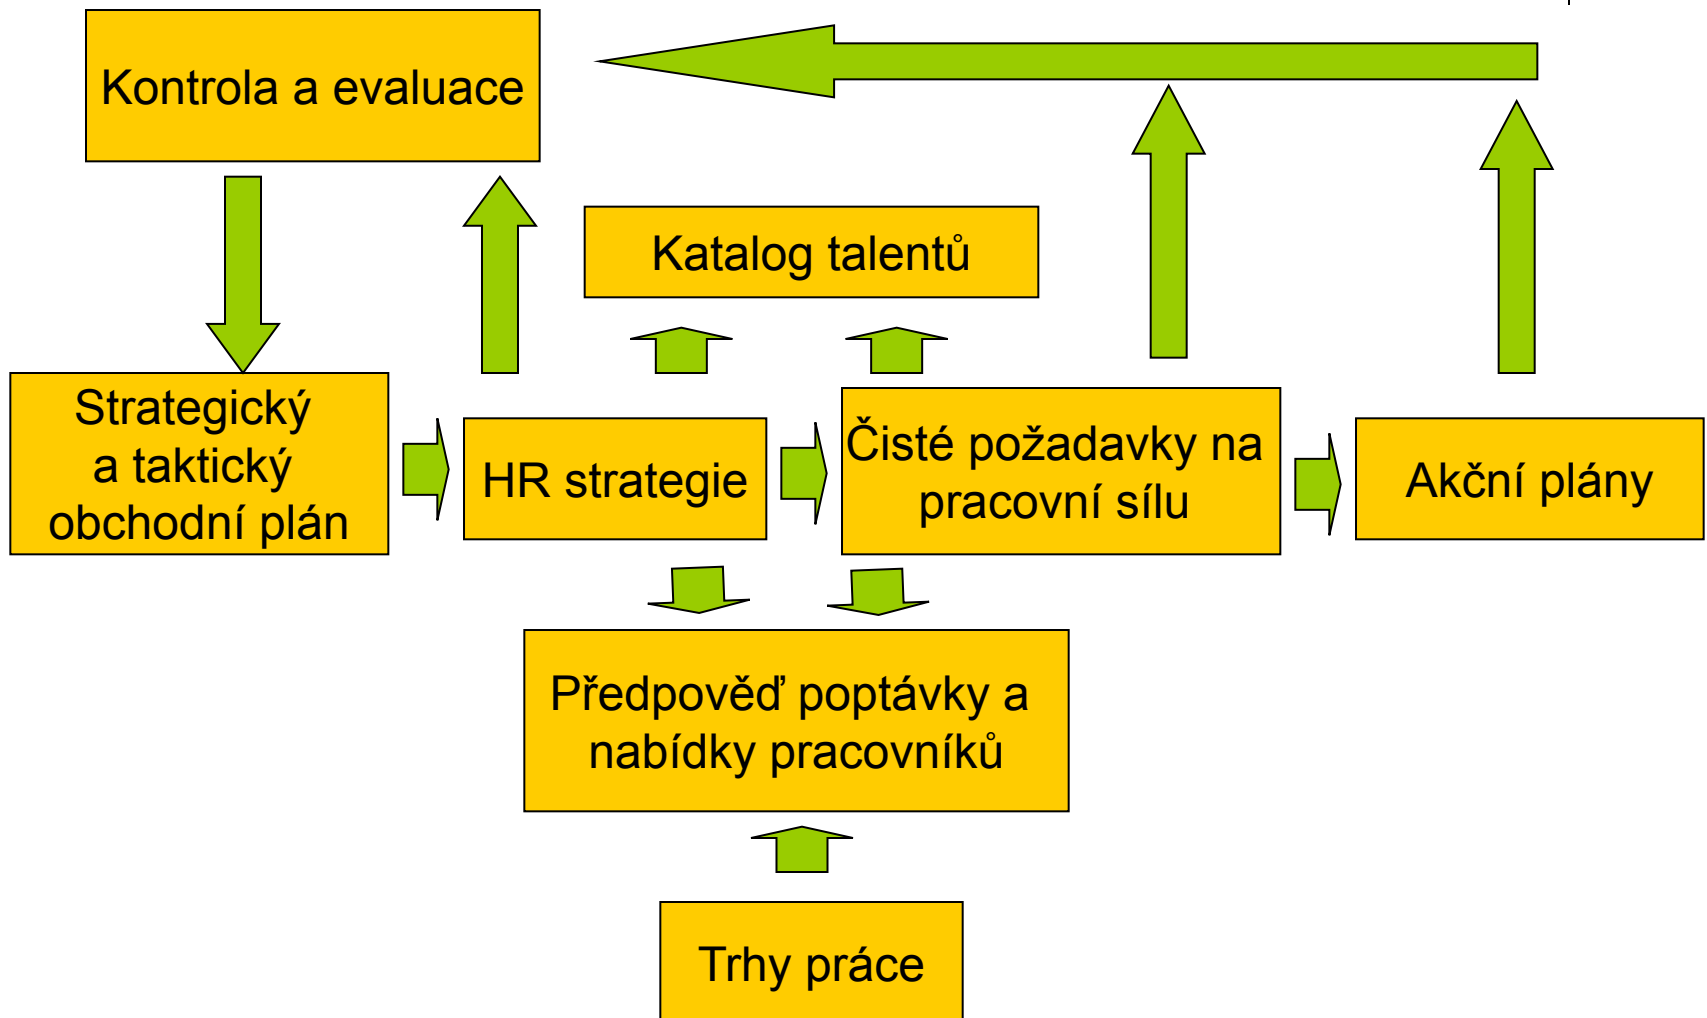 Kontrola a evaluace
Katalog talentů
Strategický
a taktický
obchodní plán
HR strategie
Čisté požadavky na
pracovní sílu
Akční plány
Předpověď poptávky a
nabídky pracovníků
Trhy práce